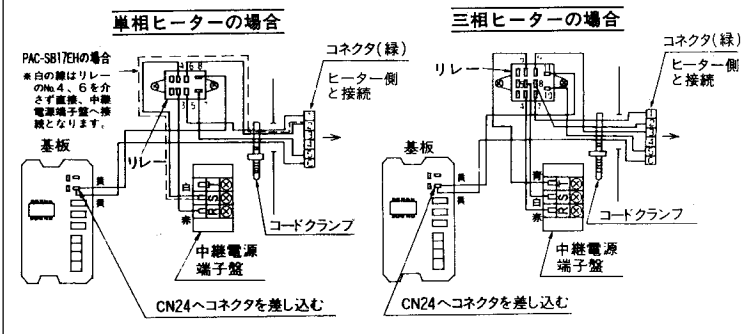 単相ヒーターの場合
PAC-SB17EHの場合
※白の線はリレー
のNo.4、6を介
さず直接、中継
電源端子盤へ接
続となります。
4 6 8
3 5
リレー
コネクタ(緑)
ヒーター側
と接続
基板
黄
黄
白
赤
R S T
コードクランプ
中継電源
端子盤
CN24へコネクタを差し込む
三相ヒーターの場合
リレー
コネクタ(緑)
ヒーター側
と接続
基板
黄
黄
青
白
赤
R S T
コードクランプ
中継電源
端子盤
CN24へコネクタを差し込む